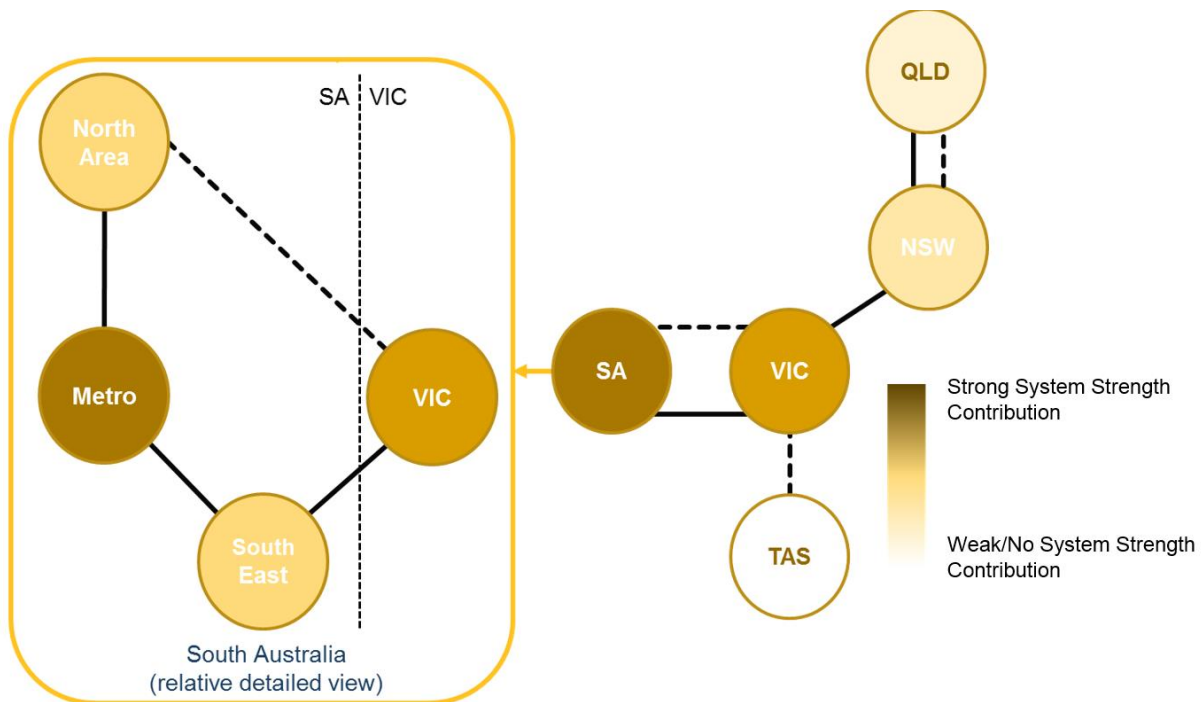 North
Area
SA
VIC
Metro
VIC
South
East
South Australia
(relative detailed view)
QLD
NSW
SA
VIC
TAS
Strong System Strength
Contribution
Weak/No System Strength
Contribution